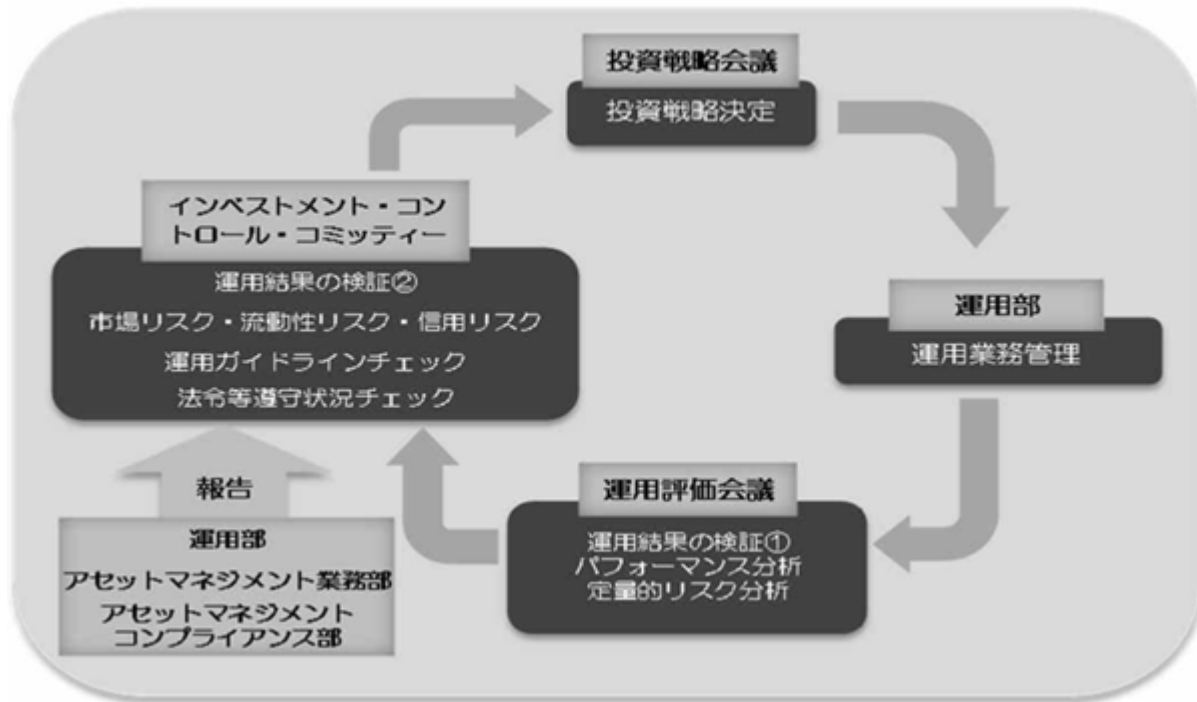 投資戦略会議
投資戦略決定
インベストメント・コン
トロール・コミッティー
運用結果の検証②
市場リスク・流動性リスク・信用リスク
運用ガイドラインチェック
法令等遵守状況チェック
運用部
運用業務管理
運用評価会議
運用結果の検証①
パフォーマンス分析
定量的リスク分析
報告
運用部
アセットマネジメント業務部
アセットマネジメント
コンプライアンス部